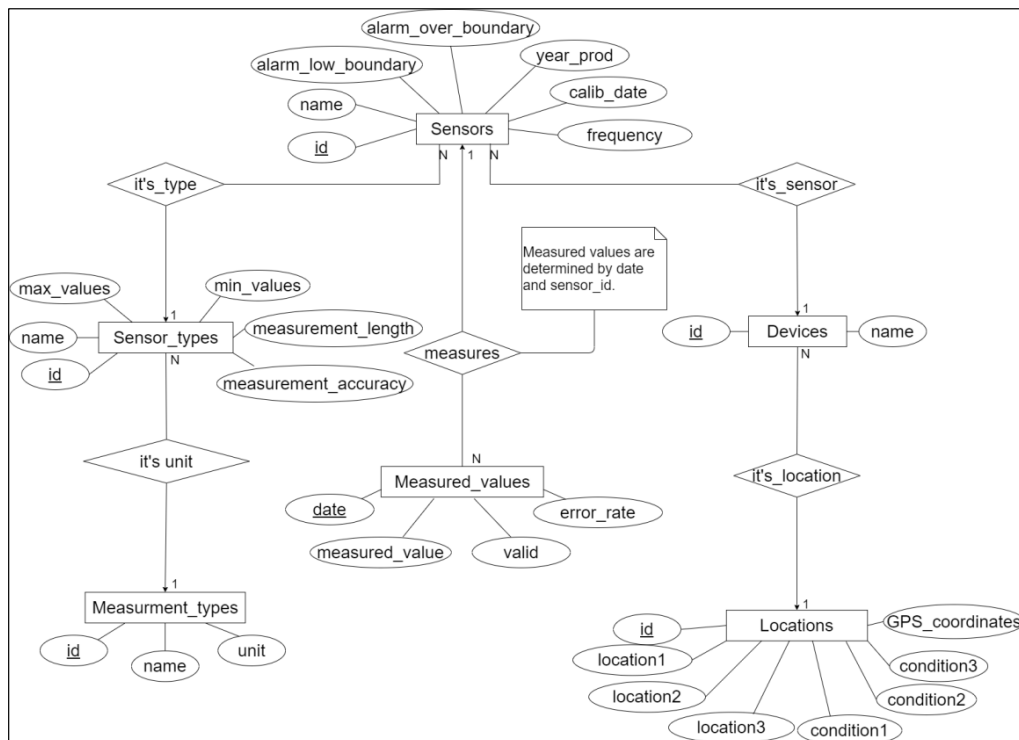 alarm_over_boundary
alarm_low_boundary
year_prod
name
calib_date
id
Sensors
frequency
N
1
N
it's_type
it's_sensor
Measured values are
determined by date
and sensor_id.
max_values
min_values
1
1
name
Sensor_types
measurement_length
id
N
measurement_accuracy
measures
id
Devices
name
N
it's unit
it's_location
N
Measured_values
date
error_rate
measured_value
valid
1
Measurment_types
id
name
unit
1
id
Locations
GPS_coordinates
location1
condition3
location2
condition2
location3
condition1